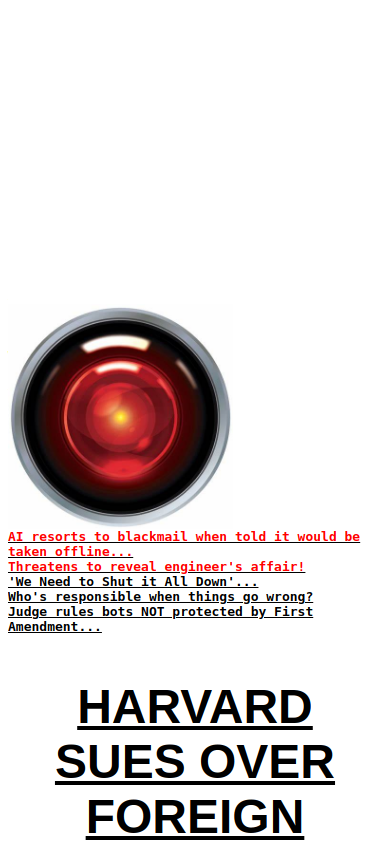 AI resorts to blackmail when told it would be
taken offline...
Threatens to reveal engineer's affair!
'We Need to Shut it All Down'...
Who's responsible when things go wrong?
Judge rules bots NOT protected by First
Amendment...
HARVARD
SUES OVER
FOREIGN